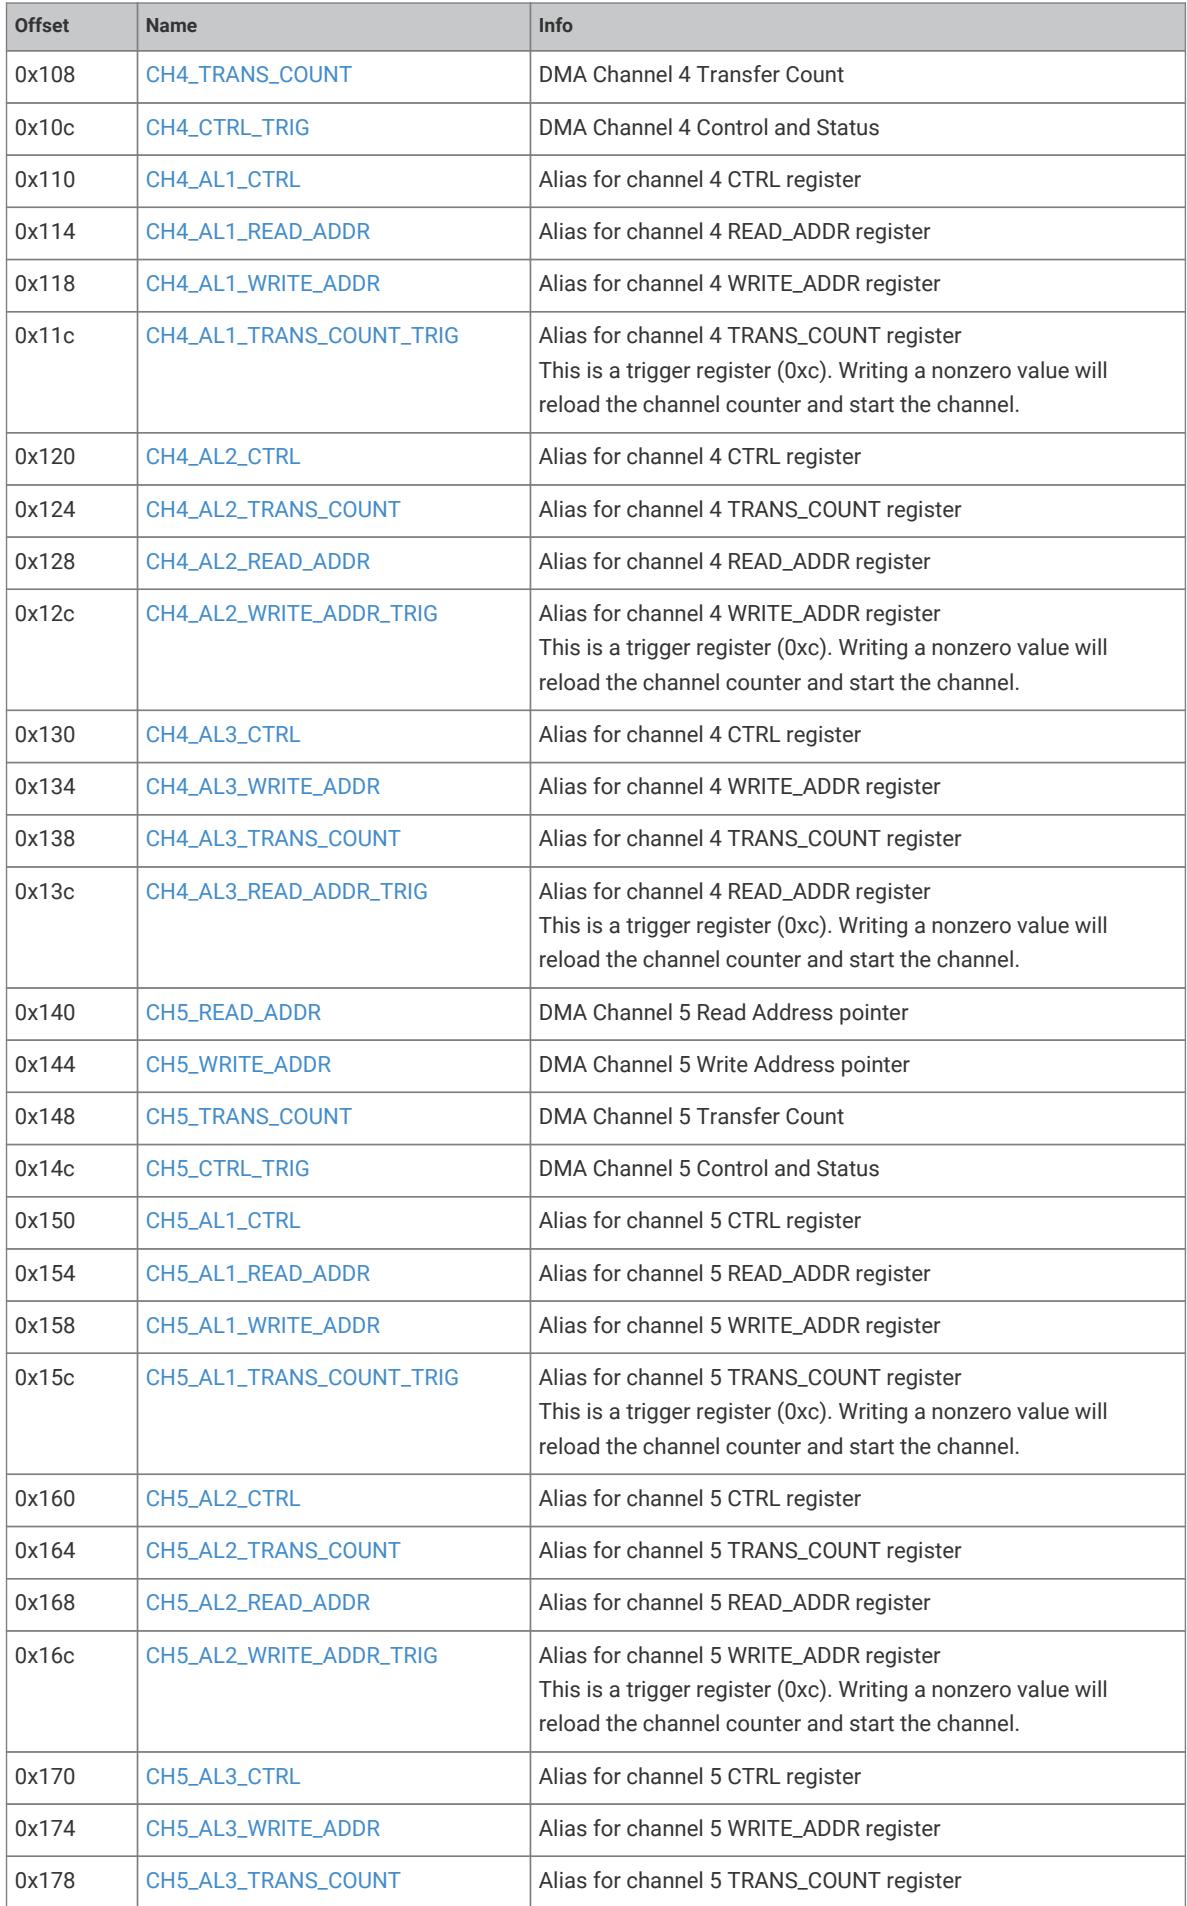 Offset Name Info
0x108 CH4_TRANS_COUNT DMA Channel 4 Transfer Count
0x10c CH4_CTRL_TRIG DMA Channel 4 Control and Status
0x110 CH4_AL1_CTRL Alias for channel 4 CTRL register
0x114 CH4_AL1_READ_ADDR Alias for channel 4 READ_ADDR register
0x118 CH4_AL1_WRITE_ADDR Alias for channel 4 WRITE_ADDR register
0x11c CH4_AL1_TRANS_COUNT_TRIG Alias for channel 4 TRANS_COUNT register
This is a trigger register (0xc). Writing a nonzero value will
reload the channel counter and start the channel.
0x120 CH4_AL2_CTRL Alias for channel 4 CTRL register
0x124 CH4_AL2_TRANS_COUNT Alias for channel 4 TRANS_COUNT register
0x128 CH4_AL2_READ_ADDR Alias for channel 4 READ_ADDR register
0x12c CH4_AL2_WRITE_ADDR_TRIG Alias for channel 4 WRITE_ADDR register
This is a trigger register (0xc). Writing a nonzero value will
reload the channel counter and start the channel.
0x130 CH4_AL3_CTRL Alias for channel 4 CTRL register
0x134 CH4_AL3_WRITE_ADDR Alias for channel 4 WRITE_ADDR register
0x138 CH4_AL3_TRANS_COUNT Alias for channel 4 TRANS_COUNT register
0x13c CH4_AL3_READ_ADDR_TRIG Alias for channel 4 READ_ADDR register
This is a trigger register (0xc). Writing a nonzero value will
reload the channel counter and start the channel.
0x140 CH5_READ_ADDR DMA Channel 5 Read Address pointer
0x144 CH5_WRITE_ADDR DMA Channel 5 Write Address pointer
0x148 CH5_TRANS_COUNT DMA Channel 5 Transfer Count
0x14c CH5_CTRL_TRIG DMA Channel 5 Control and Status
0x150 CH5_AL1_CTRL Alias for channel 5 CTRL register
0x154 CH5_AL1_READ_ADDR Alias for channel 5 READ_ADDR register
0x158 CH5_AL1_WRITE_ADDR Alias for channel 5 WRITE_ADDR register
0x15c CH5_AL1_TRANS_COUNT_TRIG Alias for channel 5 TRANS_COUNT register
This is a trigger register (0xc). Writing a nonzero value will
reload the channel counter and start the channel.
0x160 CH5_AL2_CTRL Alias for channel 5 CTRL register
0x164 CH5_AL2_TRANS_COUNT Alias for channel 5 TRANS_COUNT register
0x168 CH5_AL2_READ_ADDR Alias for channel 5 READ_ADDR register
0x16c CH5_AL2_WRITE_ADDR_TRIG Alias for channel 5 WRITE_ADDR register
This is a trigger register (0xc). Writing a nonzero value will
reload the channel counter and start the channel.
0x170 CH5_AL3_CTRL Alias for channel 5 CTRL register
0x174 CH5_AL3_WRITE_ADDR Alias for channel 5 WRITE_ADDR register
0x178 CH5_AL3_TRANS_COUNT Alias for channel 5 TRANS_COUNT register